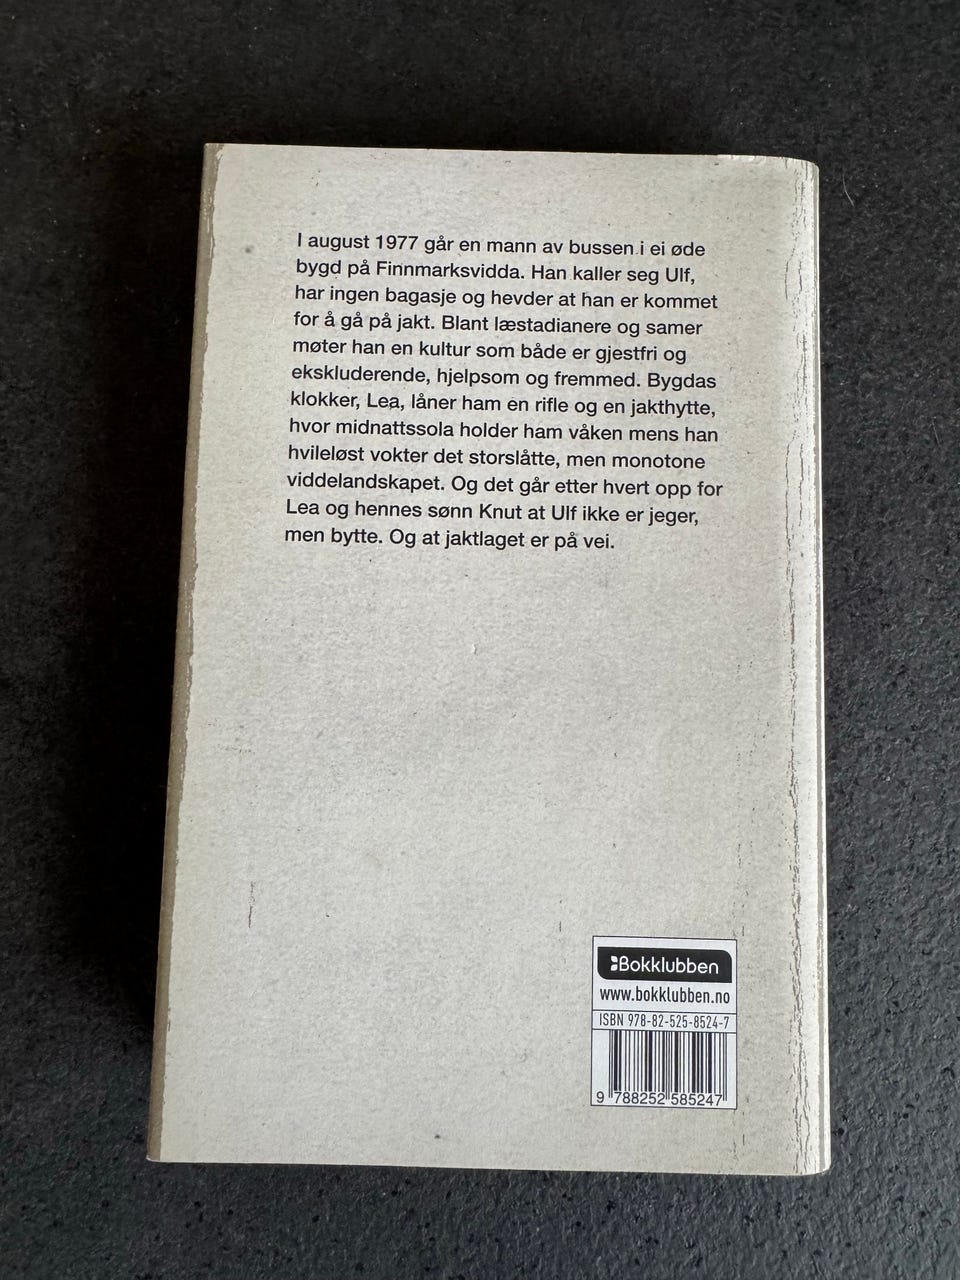 I august 1977 går en mann av bussen i ei øde
bygd på Finnmarksvidda. Han kaller seg Ulf,
har ingen bagasje og hevder at han er kommet
for å gå på jakt. Blant læstadianere og samer
møter han en kultur som både er gjestfri og
ekskluderende, hjelpsom og fremmed. Bygdas
klokker, Lea, låner ham en rifle og en jakthytte,
hvor midnattssola holder ham våken mens han
hvileløst vokter det storslåtte, men monotone
viddelandskapet. Og det går etter hvert opp for
Lea og hennes sønn Knut at Ulf ikke er jeger,
men bytte. Og at jaktlaget er på vei.
Bokklubben
www.bokklubben.no
ISBN 978-82-525-8524-7
9 788252 585247